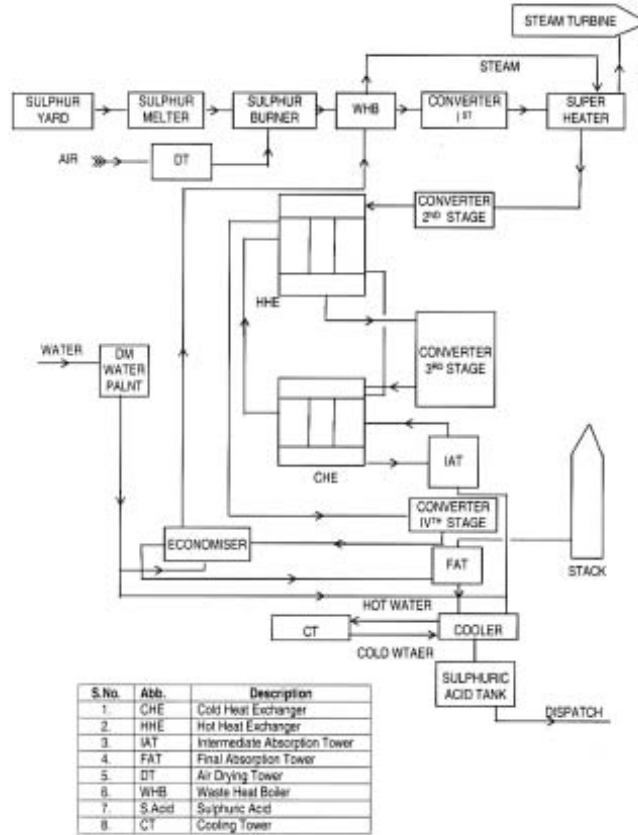 STEAM TURBINE
STEAM
SULPHUR
YARD
SULPHUR
MELTER
SULPHUR
BURNER
WHB
CONVERTER
IST
SUPER
HEATER
AIR
DT
CONVERTER
2ND STAGE
HHE
WATER
DM
WATER
PALNT
CONVERTER
3RD STAGE
CHE
IAT
CONVERTER
IVTH STAGE
ECONOMISER
FAT
STACK
HOT WATER
CT
COOLER
COLD WTAER
SULPHURIC
ACID TANK
DISPATCH
S.No. Abb. Description
1. CHE Cold Heat Exchanger
2. HHE Hot Heat Exchanger
3. IAT Intermediate Absorption Tower
4. FAT Final Absorption Tower
5. DT Air Drying Tower
6. WHB Waste Heat Boiler
7. S.Acid Sulphuric Acid
8. CT Cooling Tower